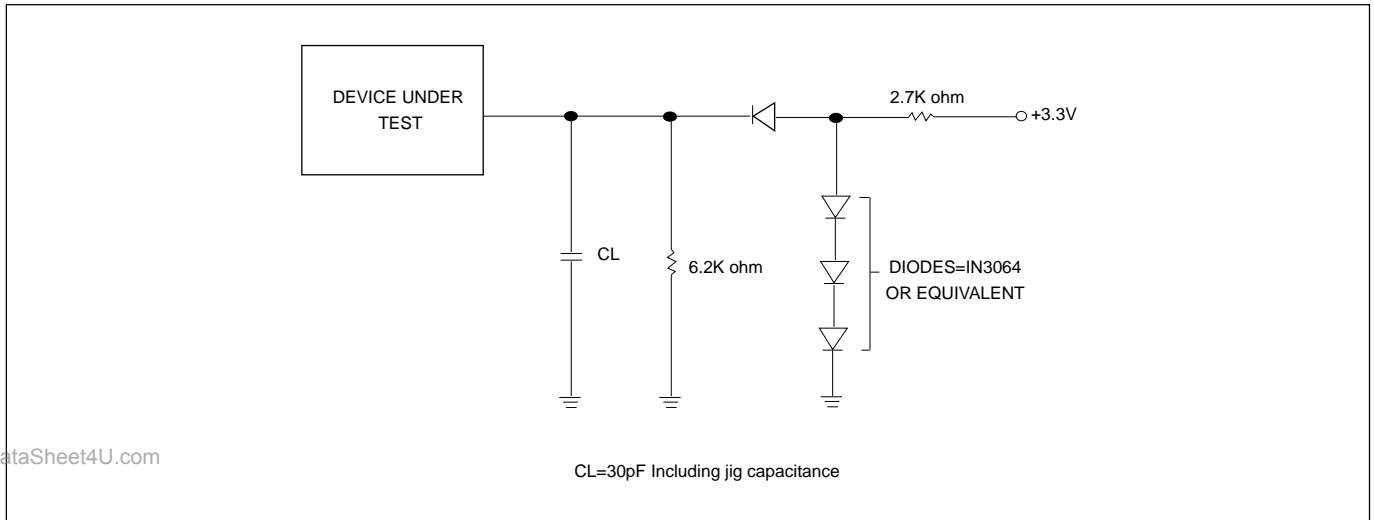 DEVICE UNDER
TEST
2.7K ohm
+3.3V
CL
6.2K ohm
DIODES=IN3064
OR EQUIVALENT
ataSheet4U.com
CL=30pF Including jig capacitance